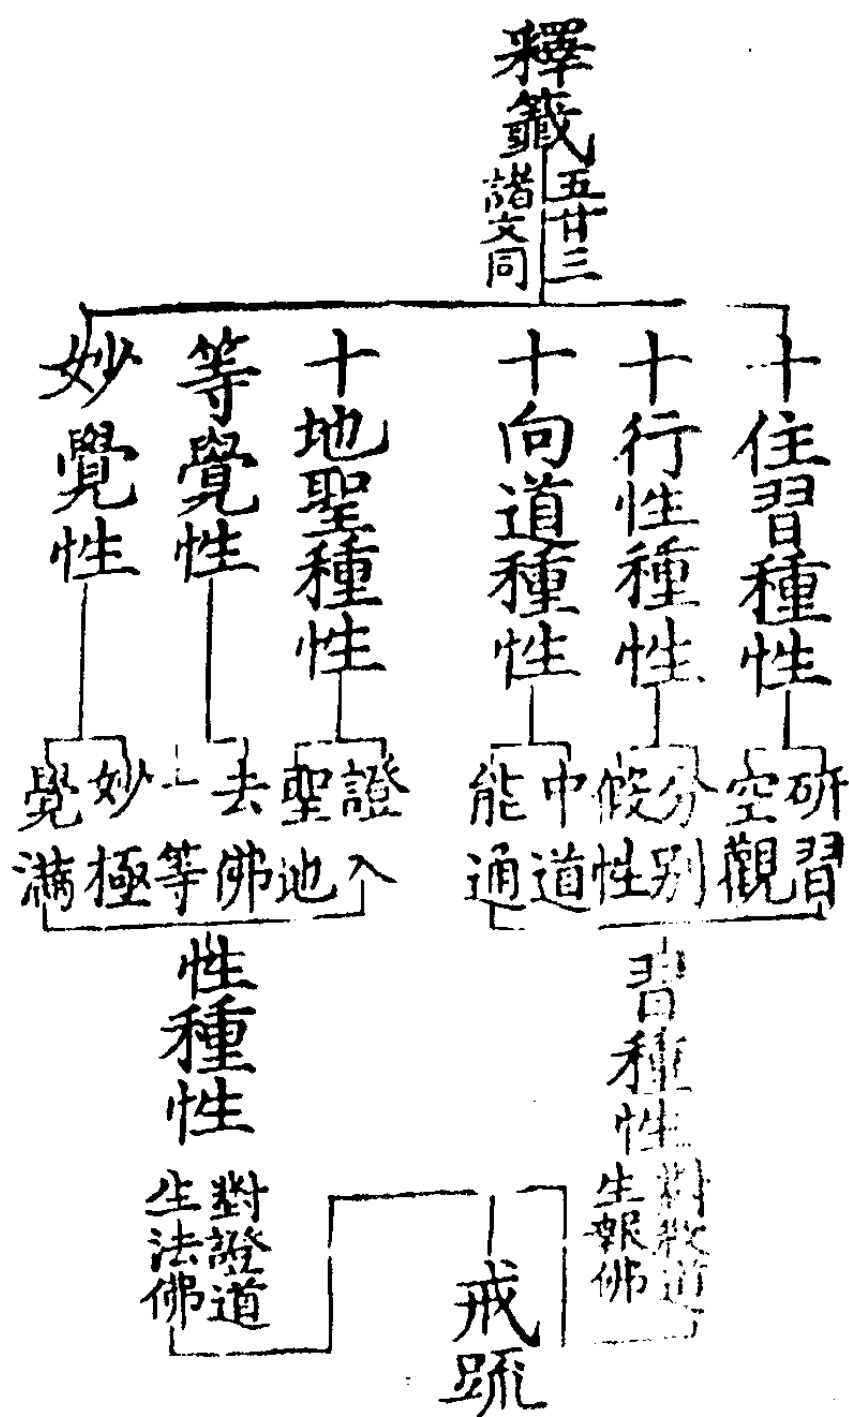 釋籤
五廿三
諸文同
十住習種性
研習
空觀
十行性種性
分別
假性
十向道種性
中道
能通
十地聖種性
證入
聖地
等覺性
去佛
一等
妙覺性
妙極
覺滿
習種性
對教道
生報佛
性種性
對證道
生法佛
戒疏